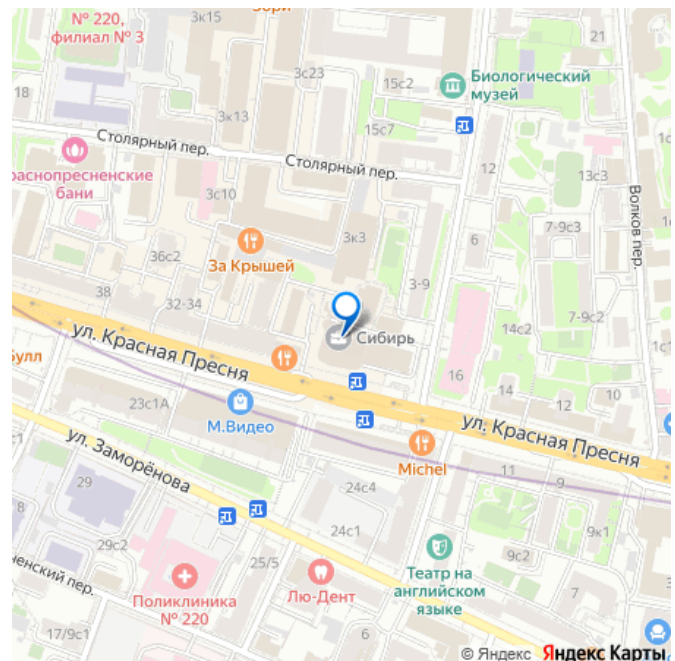 3к15
Зори
№ 220,
филиал № 3
21
3с23
15с2
Биологический
музей
18
3к13
15с7
Столярный пер.
Столярный пер.
12
раснопресненские
бани
3с10
13с3
Волков пер.
3к3
6
7-9с3
За Крышей
36с2
3-9
38
32-34
7-9с2
14с2
Сибирь
1с1
ул. Красная Пресня
16
14
12
10
булл
23с1А
М.Видео
ул. Красная Пресня
ул. Заморёнова
Michel
11
9
29
24с4
8
9к1
24с1
29с2
9с2
25/5
Театр на
английском
языке
7
ненский пер.
Поликлиника
№ 220
Лю-Дент
17/9с1
6
© Яндекс Яндекс Карты